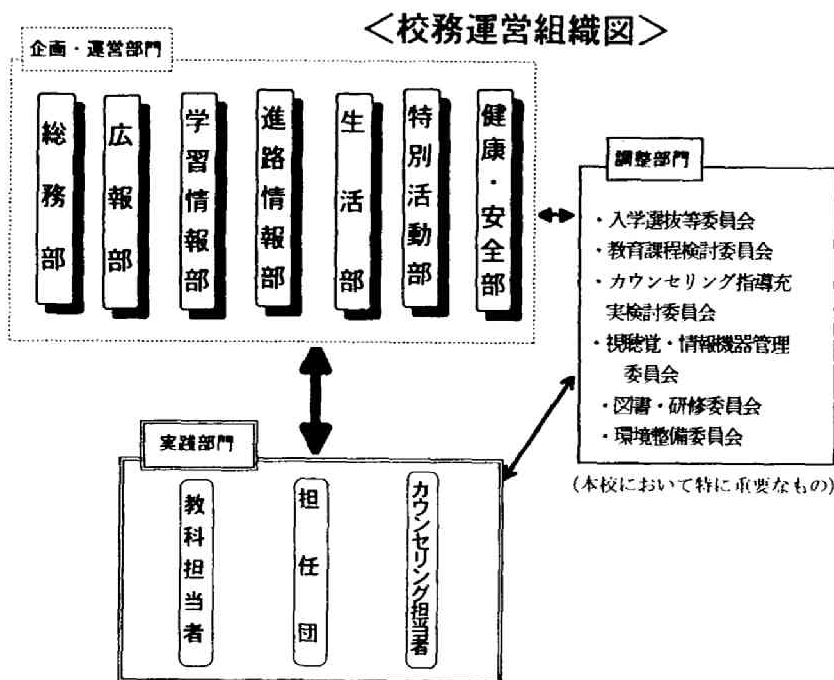 <校務運営組織図>
企画・運営部門
総務部
広報部
学習情報部
進路情報部
生活部
特別活動部
健康・安全部
調整部門
・入学選抜等委員会
・教育課程検討委員会
・カウンセリング指導充
実検討委員会
・視聴覚・情報機器管理
委員会
・図書・研修委員会
・環境整備委員会
(本校において特に重要なもの)
実践部門
教科担当者
担任団
カウンセリング担当者